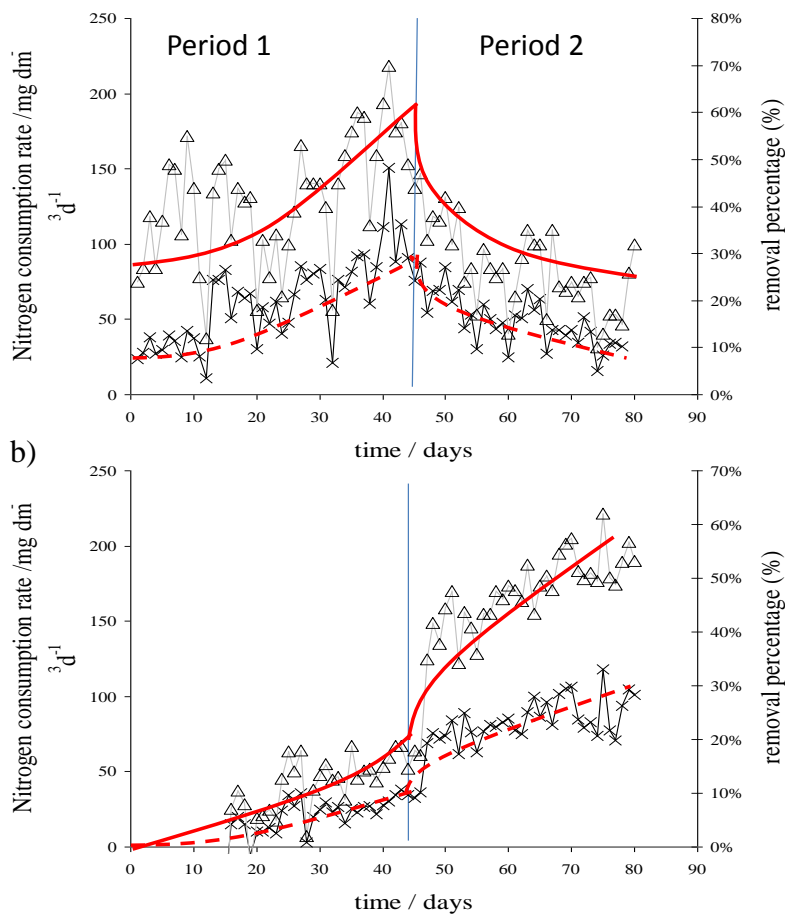 Period 1
Period 2
Nitrogen consumption rate /mg dm⁻
³d⁻¹
removal percentage (%)
250
200
150
100
50
0
80%
70%
60%
50%
40%
30%
20%
10%
0%
0 10 20 30 40 50 60 70 80 90
time / days
b)
Nitrogen consumption rate /mg dm⁻
³d⁻¹
removal percentage (%)
250
200
150
100
50
0
70%
60%
50%
40%
30%
20%
10%
0%
0 10 20 30 40 50 60 70 80 90
time / days